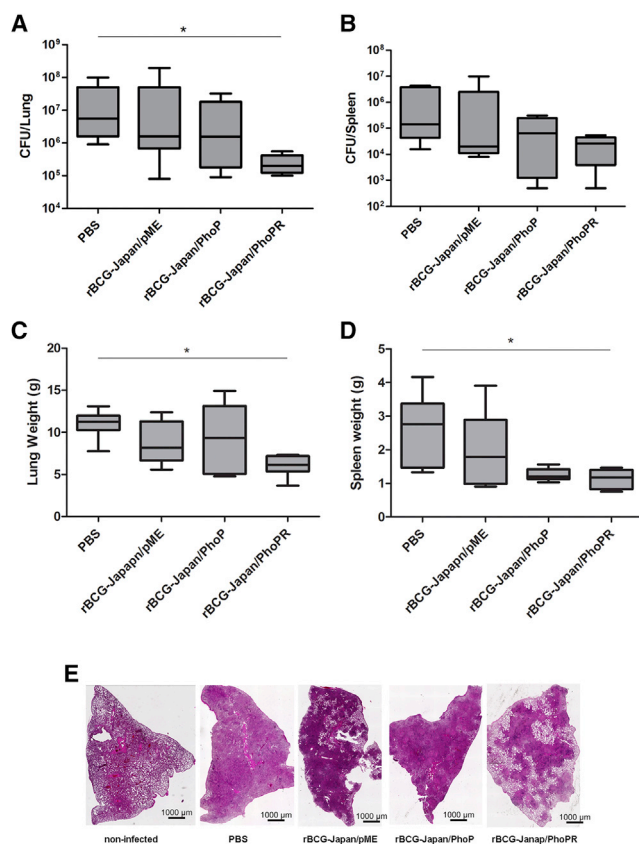 A
*
CFU/Lung
10⁹
10⁸
10⁷
10⁶
10⁵
10⁴
PBS
rBCG-Japan/pME
rBCG-Japan/PhoP
rBCG-Japan/PhoPR
B
CFU/Spleen
10⁸
10⁷
10⁶
10⁵
10⁴
10³
10²
PBS
rBCG-Japan/pME
rBCG-Japan/PhoP
rBCG-Japan/PhoPR
C
*
Lung Weight (g)
20
15
10
5
0
PBS
rBCG-Japapn/pME
rBCG-Japan/PhoP
rBCG-Japan/PhoPR
D
*
Spleen weight (g)
5
4
3
2
1
0
PBS
rBCG-Japan/pME
rBCG-Japan/PhoP
rBCG-Japan/PhoPR
E
1000 µm
1000 µm
1000 µm
1000 µm
1000 µm
non-infected
PBS
rBCG-Japan/pME
rBCG-Japan/PhoP
rBCG-Janap/PhoPR